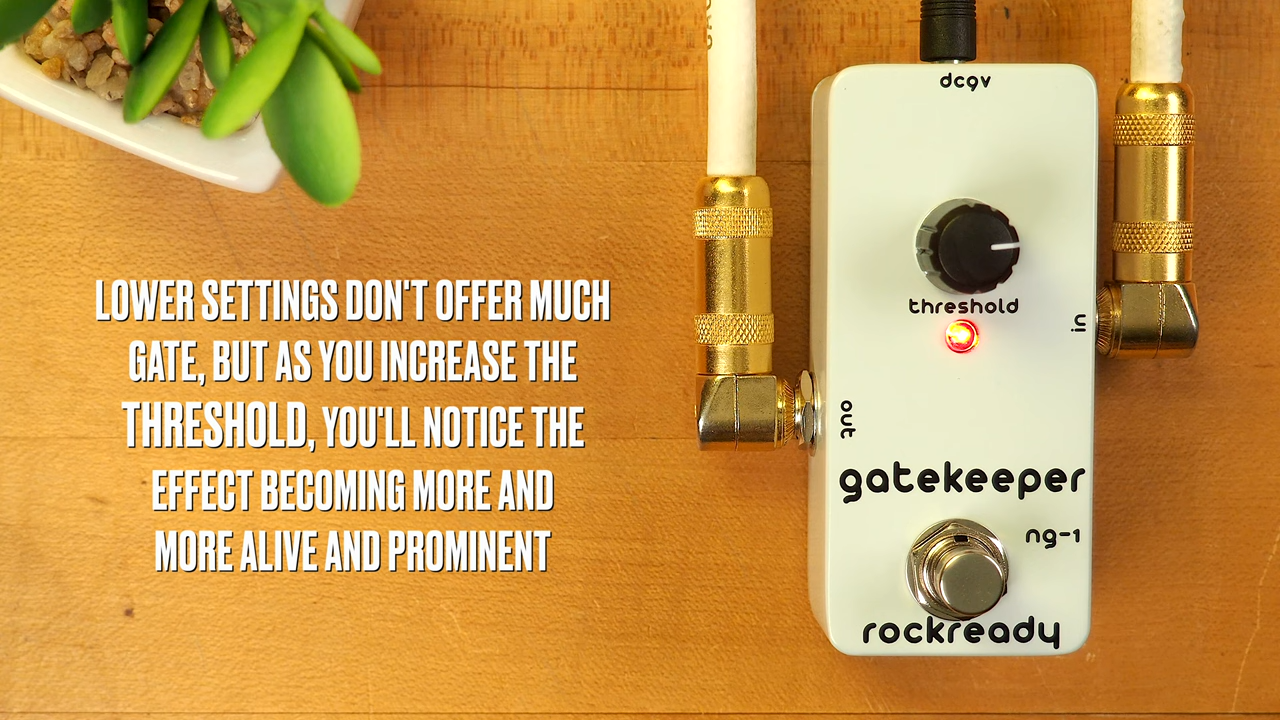 LOWER SETTINGS DON'T OFFER MUCH
GATE, BUT AS YOU INCREASE THE
THRESHOLD, YOU'LL NOTICE THE
EFFECT BECOMING MORE AND
MORE ALIVE AND PROMINENT
dc9v
threshold
in
out
gatekeeper
ng-1
rockready